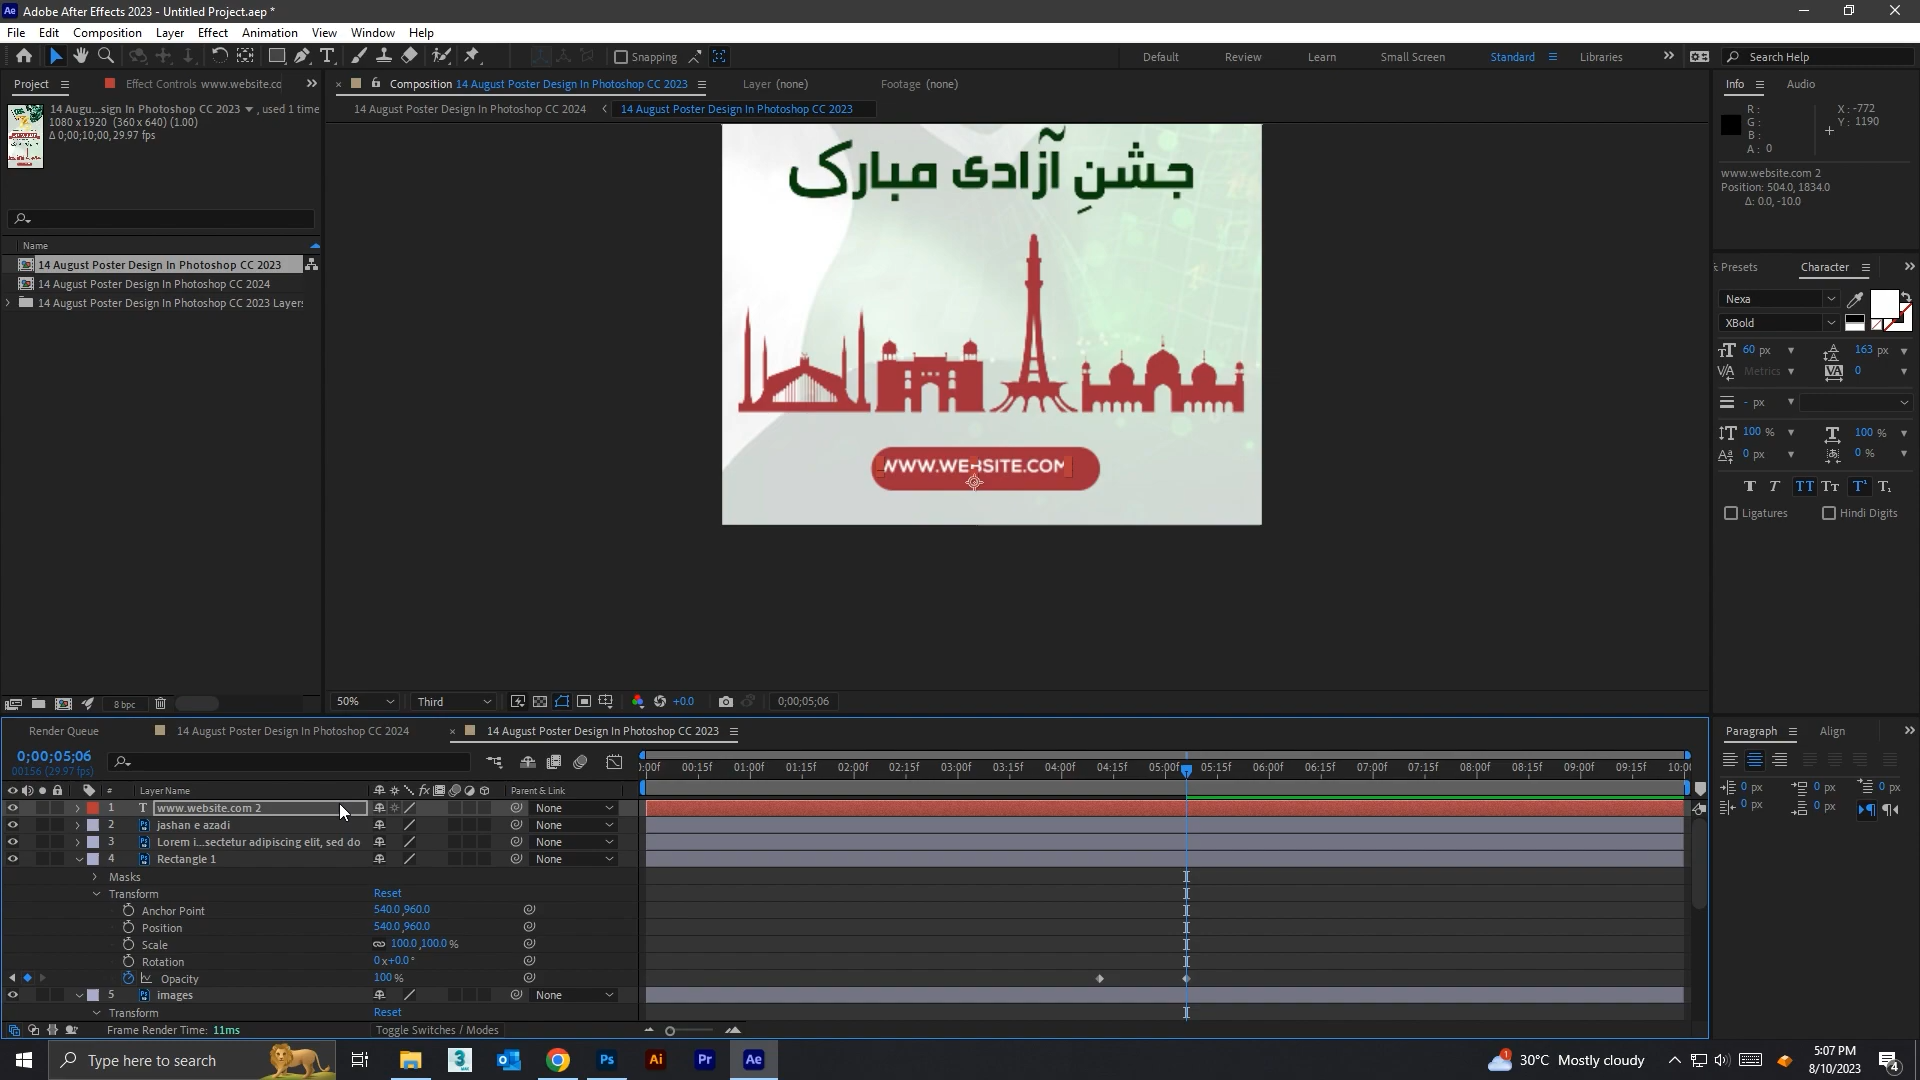 Adobe After Effects 2023 - Untitled Project.aep *
File Edit Composition Layer Effect Animation View Window Help
Snapping
Default Review Learn Small Screen Standard Libraries Search Help
Project Effect Controls www.website.co
Composition 14 August Poster Design In Photoshop CC 2023 Layer (none) Footage (none)
Info Audio
14 August Poster Design In Photoshop CC 2024 14 August Poster Design In Photoshop CC 2023
14 Augu...sign In Photoshop CC 2023 , used 1 time
1080 x 1920 (360 x 640) (1.00)
Δ 0;00;10;00, 29.97 fps
R :
G :
B :
A : 0
X : -772
Y : 1190
www.website.com 2
Position: 504.0, 1834.0
Δ: 0.0, -10.0
جشنِ آزادی مبارک
WWW.WEBSITE.COM
Name
14 August Poster Design In Photoshop CC 2023
14 August Poster Design In Photoshop CC 2024
14 August Poster Design In Photoshop CC 2023 Layers
Presets Character
Nexa
XBold
60 px 163 px
Metrics 0
- px
100 % 100 %
0 px 0 %
T T TT Tт T¹ T₁
Ligatures Hindi Digits
8 bpc
50% Third +0.0 0;00;05;06
Render Queue 14 August Poster Design In Photoshop CC 2024 14 August Poster Design In Photoshop CC 2023
Paragraph Align
0;00;05;06
00156 (29.97 fps)
:00f 00:15f 01:00f 01:15f 02:00f 02:15f 03:00f 03:15f 04:00f 04:15f 05:00f 05:15f 06:00f 06:15f 07:00f 07:15f 08:00f 08:15f 09:00f 09:15f 10:0
0 px 0 px 0 px
0 px 0 px
# Layer Name Parent & Link
1 T www.website.com 2 None
2 jashan e azadi None
3 Lorem i...sectetur adipiscing elit, sed do None
4 Rectangle 1 None
Masks
Transform Reset
Anchor Point 540.0,960.0
Position 540.0,960.0
Scale 100.0,100.0 %
Rotation 0 x+0.0°
Opacity 100 %
5 images None
Transform Reset
Frame Render Time: 11ms Toggle Switches / Modes
Type here to search
Ps Ai Pr Ae
30°C Mostly cloudy
5:07 PM
8/10/2023
4